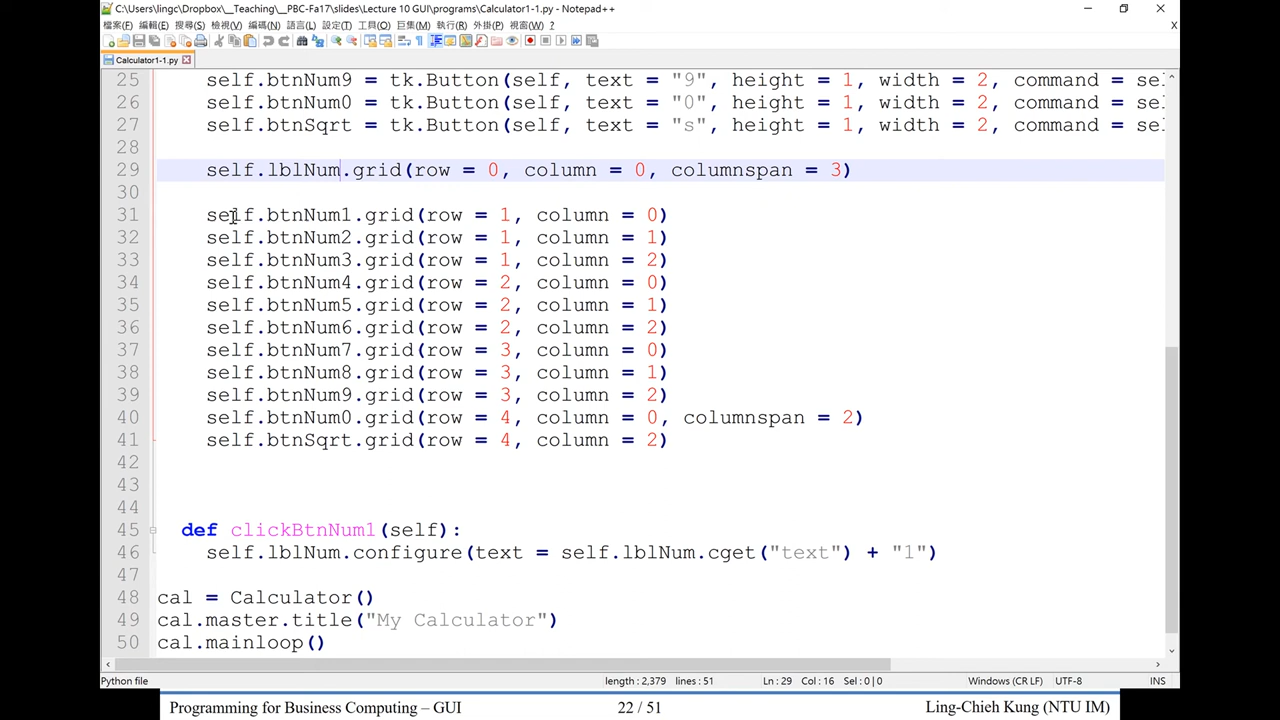 C:\Users\lingc\Dropbox\__Teaching\__PBC-Fa17\slides\Lecture 10 GUI\programs\Calculator1-1.py - Notepad++
檔案(F) 編輯(E) 搜尋(S) 檢視(V) 編碼(N) 語言(L) 設定(T) 工具(O) 巨集(M) 執行(R) 外掛(P) 視窗(W) ?
Calculator1-1.py
25 self.btnNum9 = tk.Button(self, text = "9", height = 1, width = 2, command = se
26 self.btnNum0 = tk.Button(self, text = "0", height = 1, width = 2, command = se
27 self.btnSqrt = tk.Button(self, text = "s", height = 1, width = 2, command = se
28
29 self.lblNum.grid(row = 0, column = 0, columnspan = 3)
30
31 self.btnNum1.grid(row = 1, column = 0)
32 self.btnNum2.grid(row = 1, column = 1)
33 self.btnNum3.grid(row = 1, column = 2)
34 self.btnNum4.grid(row = 2, column = 0)
35 self.btnNum5.grid(row = 2, column = 1)
36 self.btnNum6.grid(row = 2, column = 2)
37 self.btnNum7.grid(row = 3, column = 0)
38 self.btnNum8.grid(row = 3, column = 1)
39 self.btnNum9.grid(row = 3, column = 2)
40 self.btnNum0.grid(row = 4, column = 0, columnspan = 2)
41 self.btnSqrt.grid(row = 4, column = 2)
42
43
44
45 def clickBtnNum1(self):
46 self.lblNum.configure(text = self.lblNum.cget("text") + "1")
47
48 cal = Calculator()
49 cal.master.title("My Calculator")
50 cal.mainloop()
Python file length : 2,379 lines : 51 Ln : 29 Col : 16 Sel : 0 | 0 Windows (CR LF) UTF-8 INS
Programming for Business Computing – GUI 22 / 51 Ling-Chieh Kung (NTU IM)